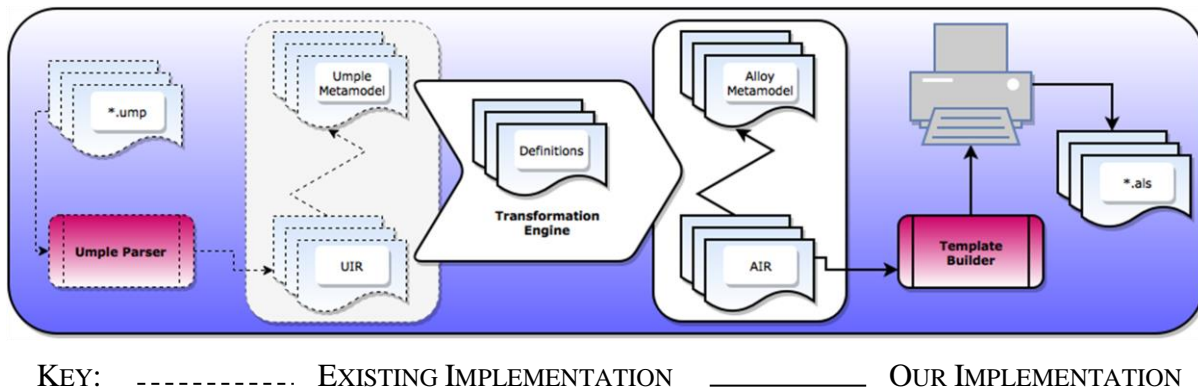 *.ump
Umple Parser
Umple
Metamodel
UIR
Definitions
Transformation
Engine
Alloy
Metamodel
AIR
Template
Builder
*.als
KEY: EXISTING IMPLEMENTATION OUR IMPLEMENTATION